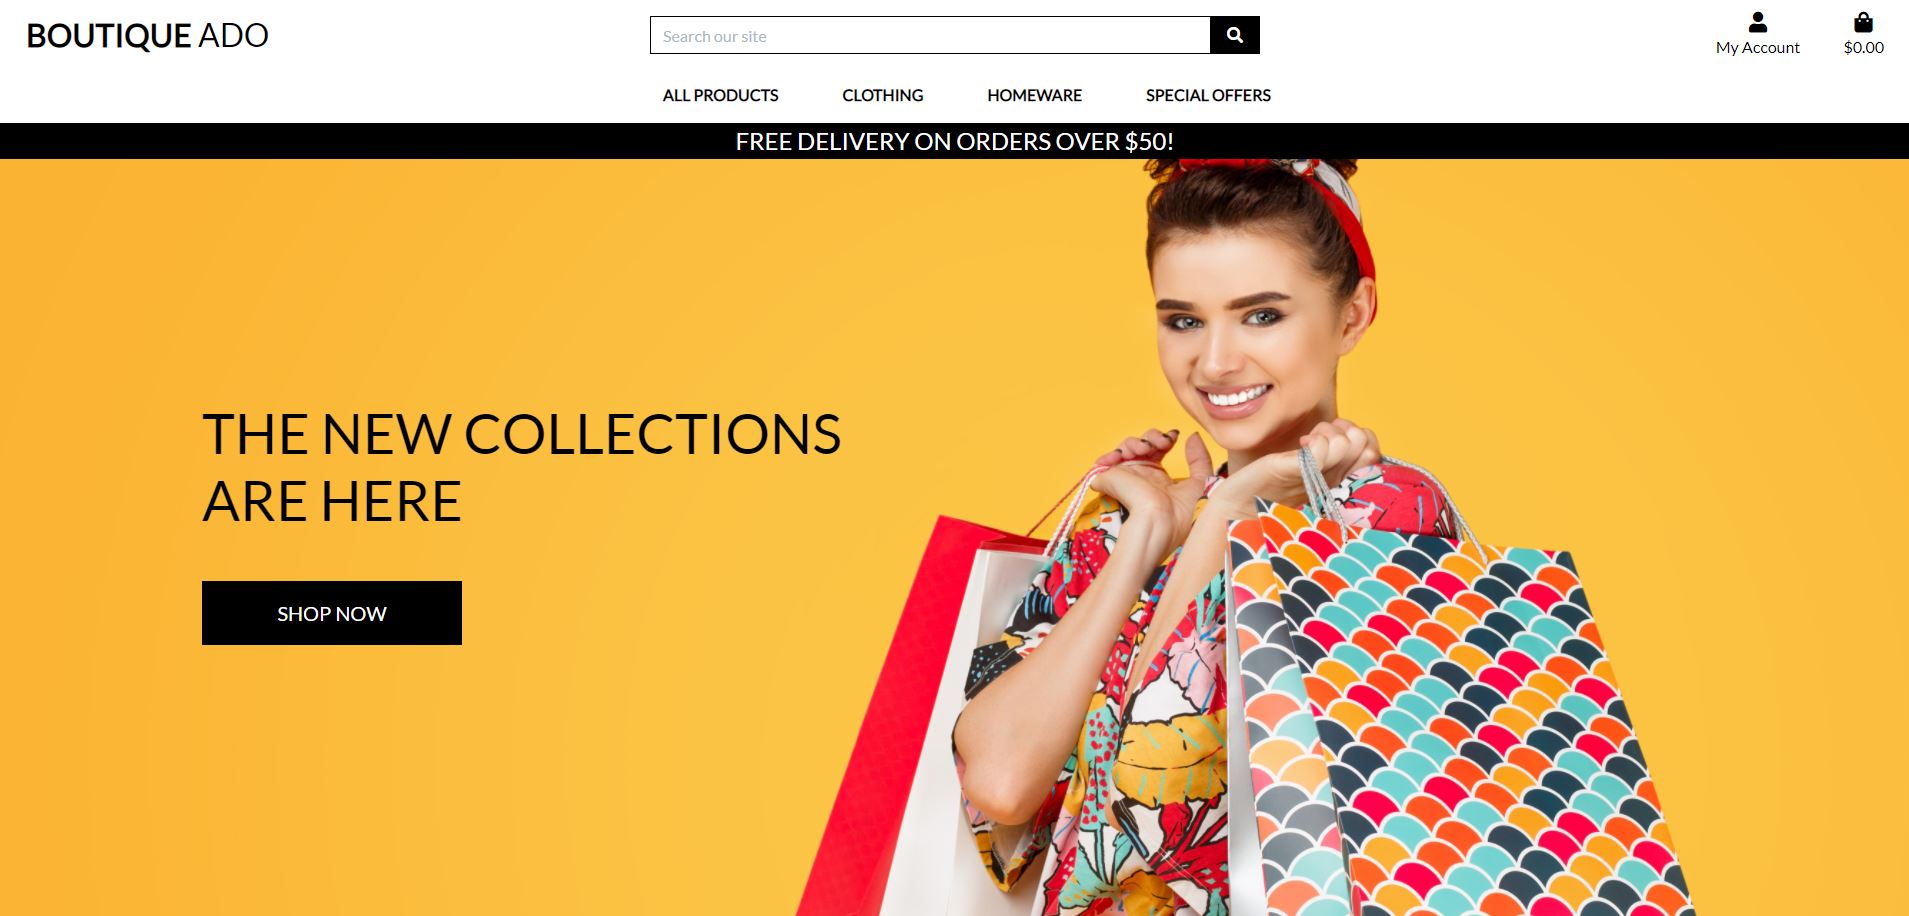 BOUTIQUE ADO
Search our site
My Account
$0.00
ALL PRODUCTS
CLOTHING
HOMEWARE
SPECIAL OFFERS
FREE DELIVERY ON ORDERS OVER $50!
THE NEW COLLECTIONS
ARE HERE
SHOP NOW